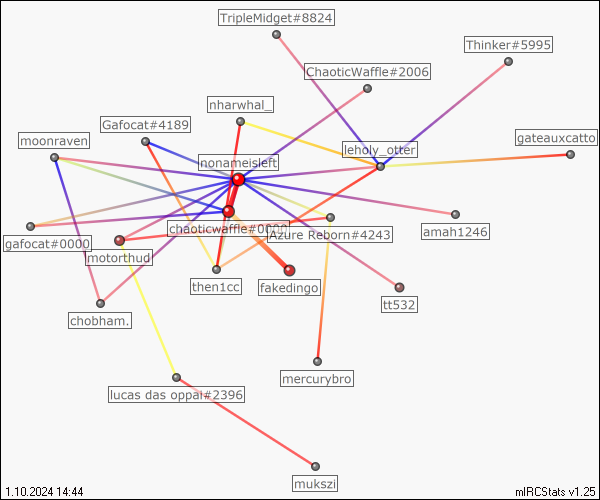 TripleMidget#8824
Thinker#5995
ChaoticWaffle#2006
nharwhal_
Gafocat#4189
gateauxcatto
moonraven
leholy_otter
nonameisleft
amah1246
chaoticwaffle#0000
Azure Reborn#4243
gafocat#0000
motorthud
then1cc
fakedingo
tt532
chobham.
mercurybro
lucas das oppai#2396
mukszi
1.10.2024 14:44
mIRCStats v1.25